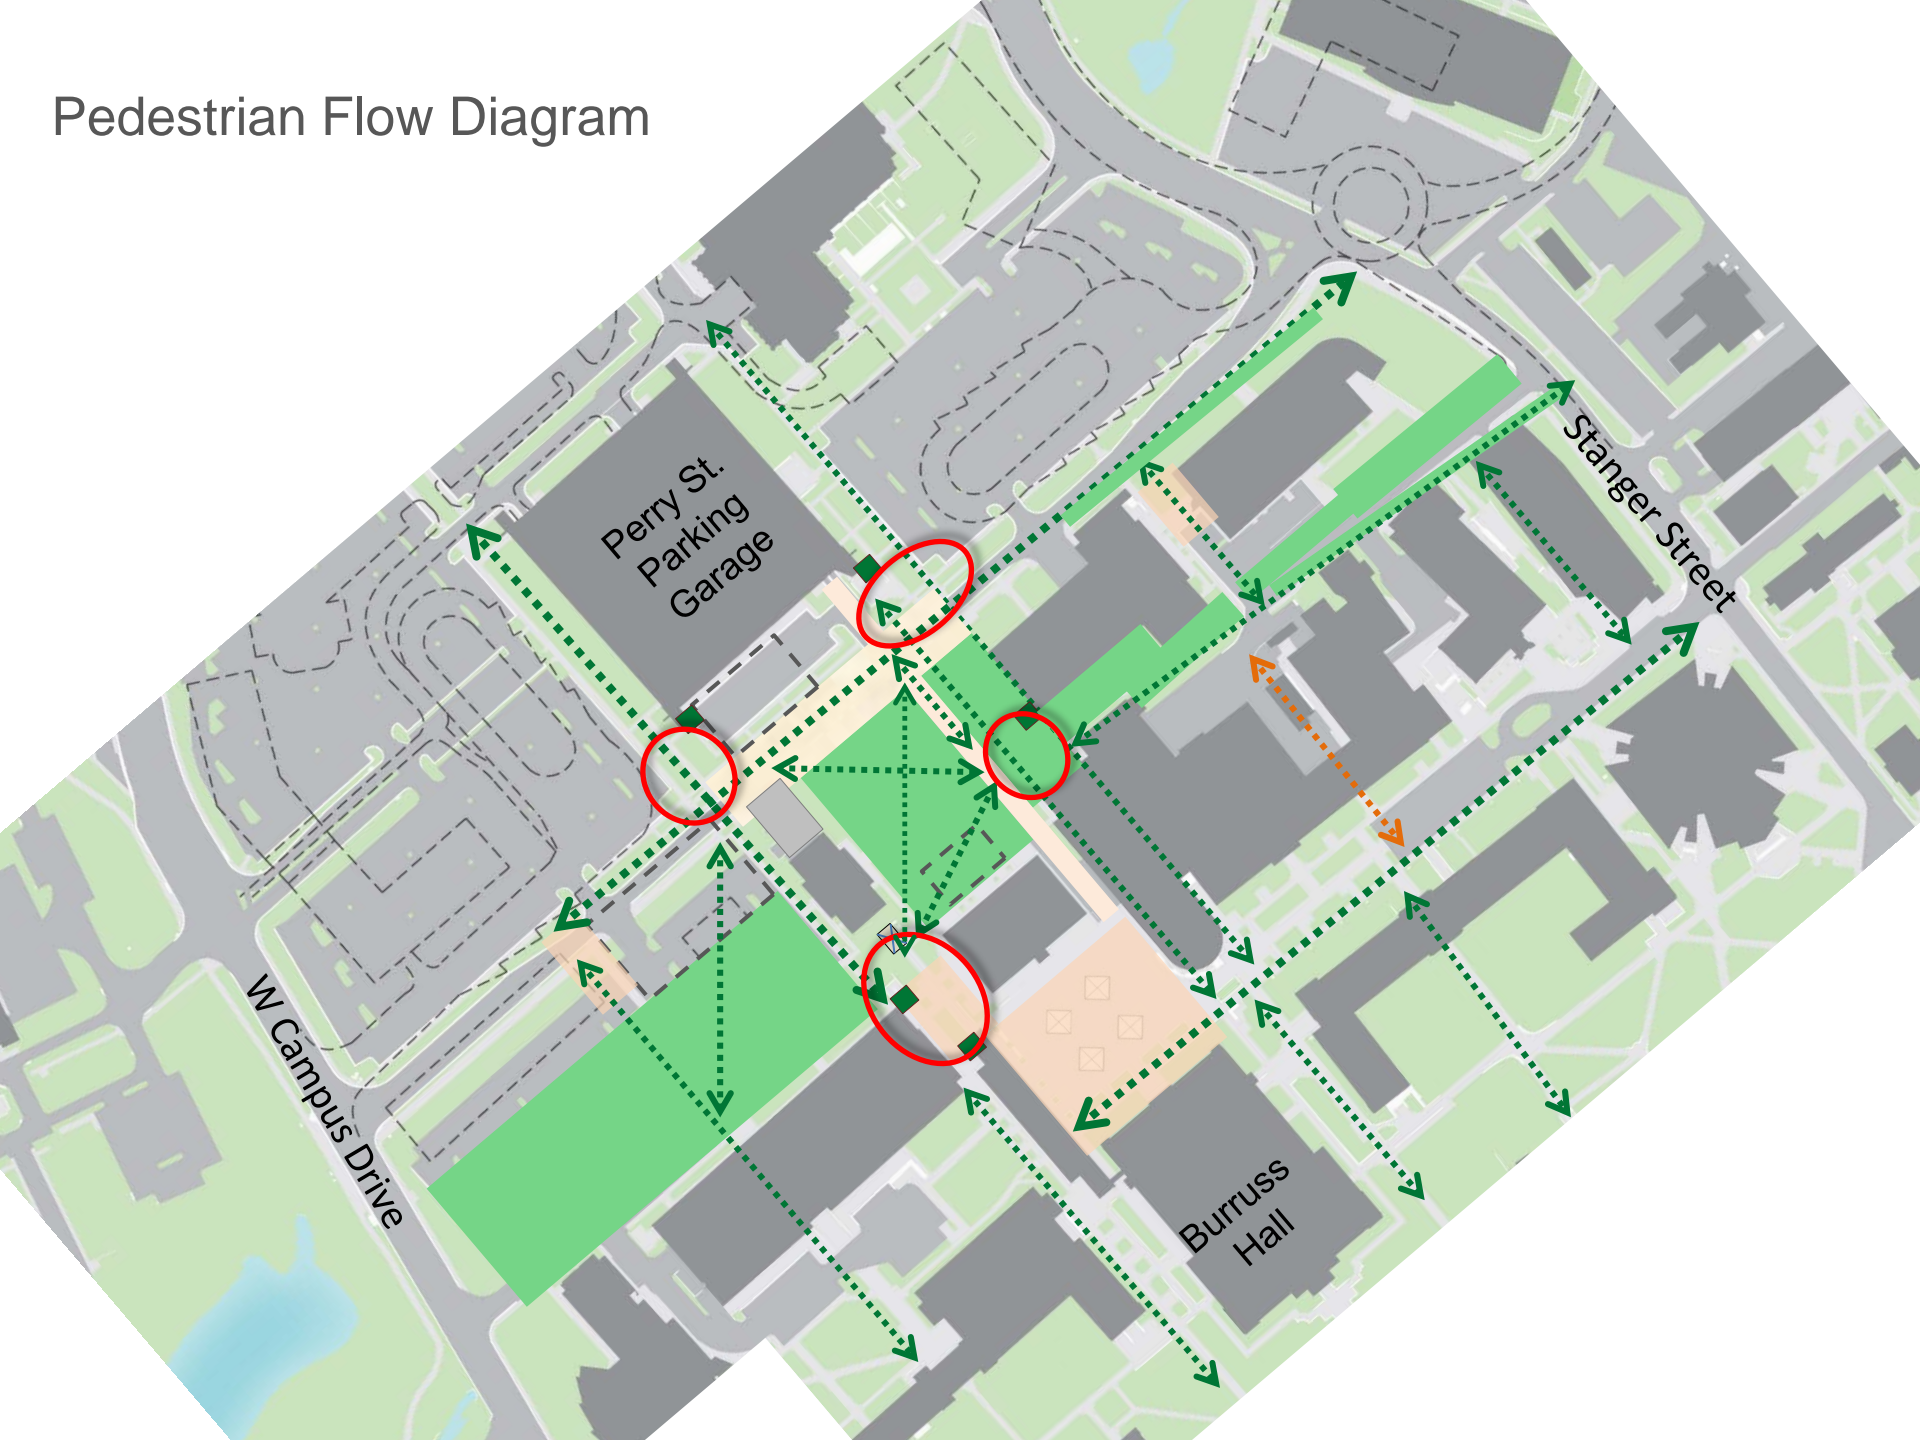 Pedestrian Flow Diagram
Perry St.
Parking
Garage
Stanger Street
W Campus Drive
Burruss
Hall